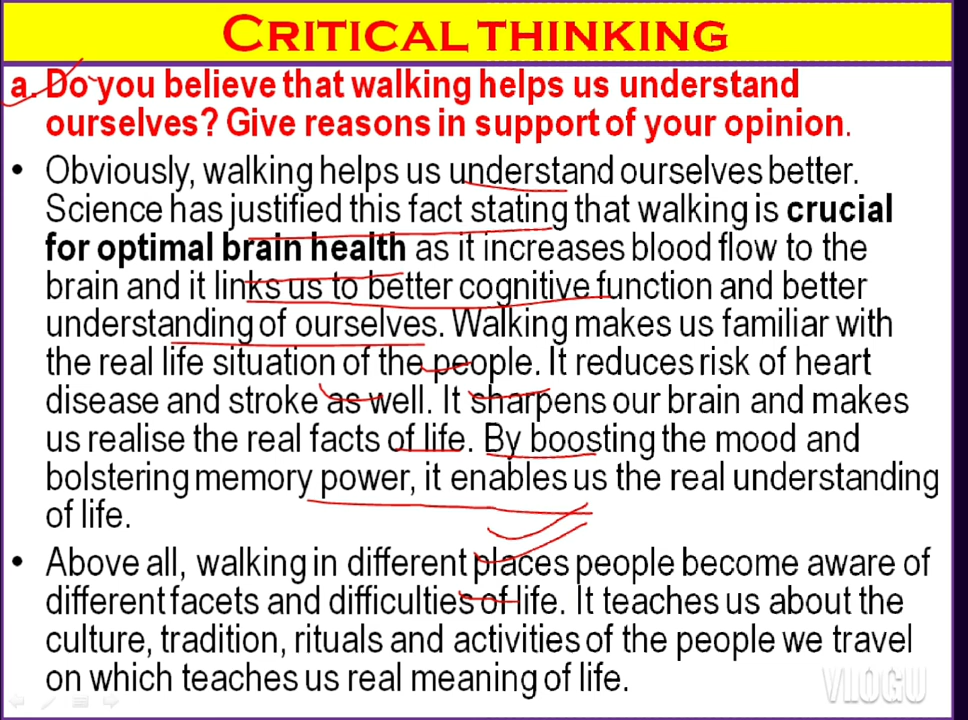 CRITICAL THINKING
a. Do you believe that walking helps us understand
ourselves? Give reasons in support of your opinion.
• Obviously, walking helps us understand ourselves better.
Science has justified this fact stating that walking is crucial
for optimal brain health as it increases blood flow to the
brain and it links us to better cognitive function and better
understanding of ourselves. Walking makes us familiar with
the real life situation of the people. It reduces risk of heart
disease and stroke as well. It sharpens our brain and makes
us realise the real facts of life. By boosting the mood and
bolstering memory power, it enables us the real understanding
of life.
• Above all, walking in different places people become aware of
different facets and difficulties of life. It teaches us about the
culture, tradition, rituals and activities of the people we travel
on which teaches us real meaning of life.
VLOGU